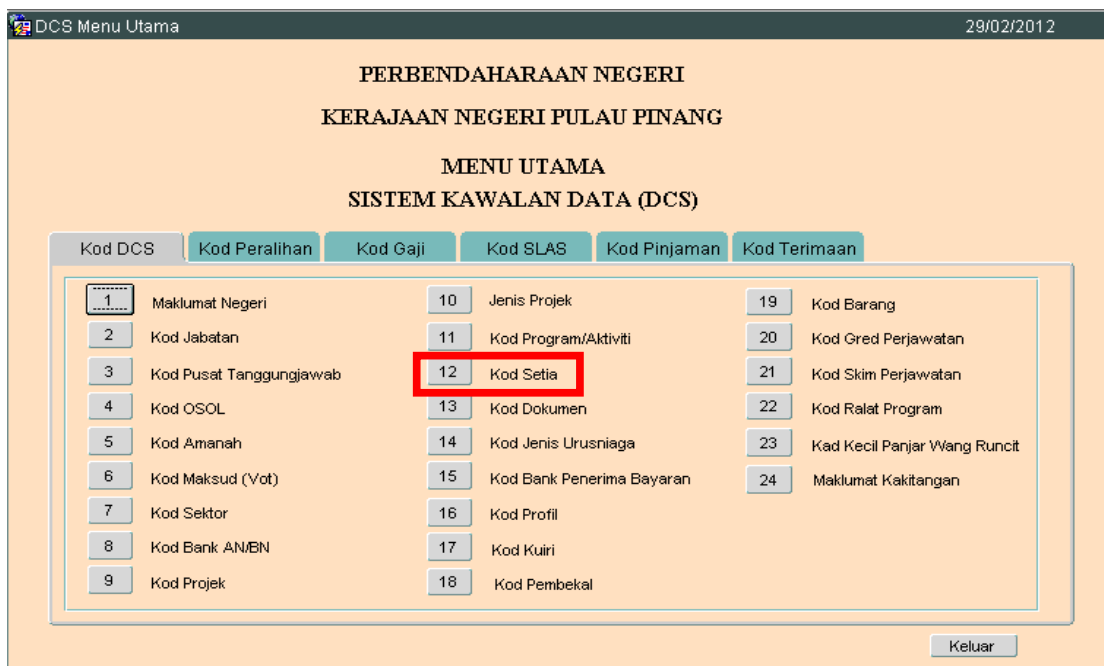 DCS Menu Utama 29/02/2012
PERBENDAHARAAN NEGERI
KERAJAAN NEGERI PULAU PINANG
MENU UTAMA
SISTEM KAWALAN DATA (DCS)
Kod DCS Kod Peralihan Kod Gaji Kod SLAS Kod Pinjaman Kod Terimaan
1 Maklumat Negeri
2 Kod Jabatan
3 Kod Pusat Tanggungjawab
4 Kod OSOL
5 Kod Amanah
6 Kod Maksud (Vot)
7 Kod Sektor
8 Kod Bank AN/BN
9 Kod Projek
10 Jenis Projek
11 Kod Program/Aktiviti
12 Kod Setia
13 Kod Dokumen
14 Kod Jenis Urusniaga
15 Kod Bank Penerima Bayaran
16 Kod Profil
17 Kod Kuiri
18 Kod Pembekal
19 Kod Barang
20 Kod Gred Perjawatan
21 Kod Skim Perjawatan
22 Kod Ralat Program
23 Kad Kecil Panjar Wang Runcit
24 Maklumat Kakitangan
Keluar